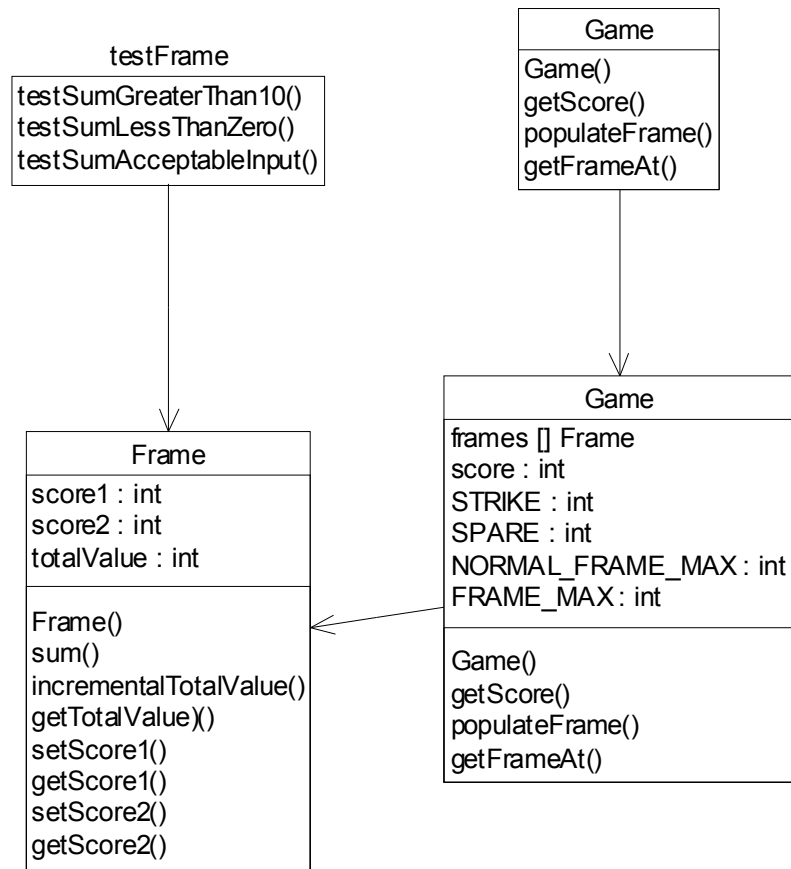 testFrame
testSumGreaterThan10()
testSumLessThanZero()
testSumAcceptableInput()
Game
Game()
getScore()
populateFrame()
getFrameAt()
Frame
score1 : int
score2 : int
totalValue : int
Frame()
sum()
incrementalTotalValue()
getTotalValue)()
setScore1()
getScore1()
setScore2()
getScore2()
Game
frames [] Frame
score : int
STRIKE : int
SPARE : int
NORMAL_FRAME_MAX : int
FRAME_MAX : int
Game()
getScore()
populateFrame()
getFrameAt()